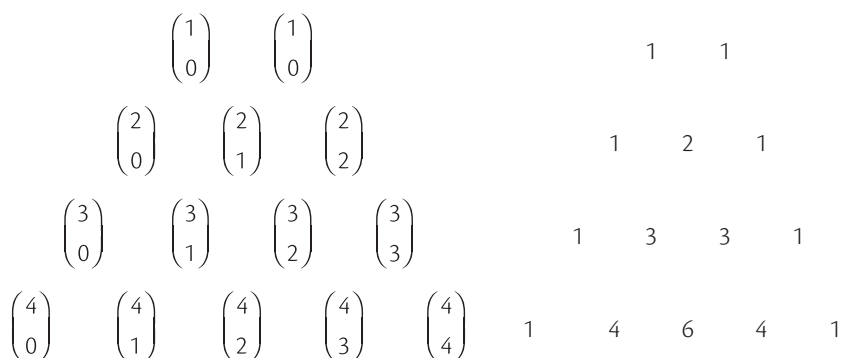 (1 0) (1 0) 1 1
(2 0) (2 1) (2 2) 1 2 1
(3 0) (3 1) (3 2) (3 3) 1 3 3 1
(4 0) (4 1) (4 2) (4 3) (4 4) 1 4 6 4 1